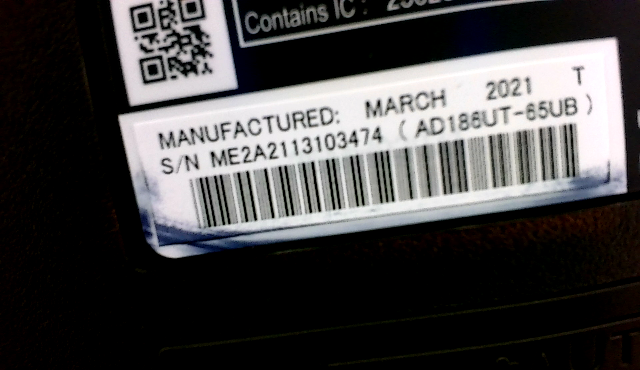 Contains IC :
MANUFACTURED: MARCH 2021 T
S/N ME2A2113103474 ( AD186UT-65UB )